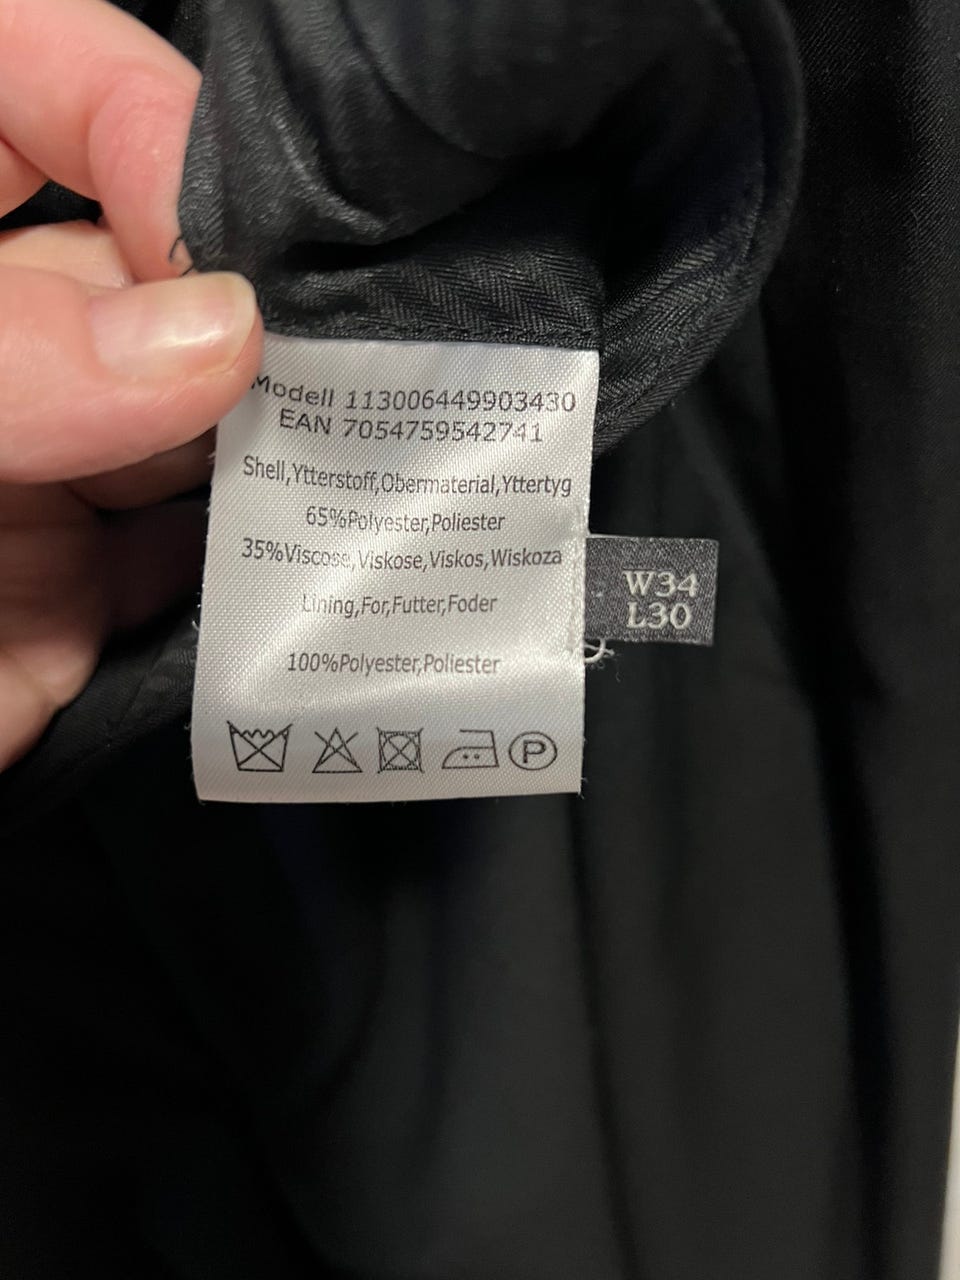 Modell 113006449903430
EAN 7054759542741
Shell,Ytterstoff,Obermaterial,Yttertyg
65%Polyester,Poliester
35%Viscose,Viskose,Viskos,Wiskoza
Lining,For,Futter,Foder
100%Polyester,Poliester
P
W34
L30